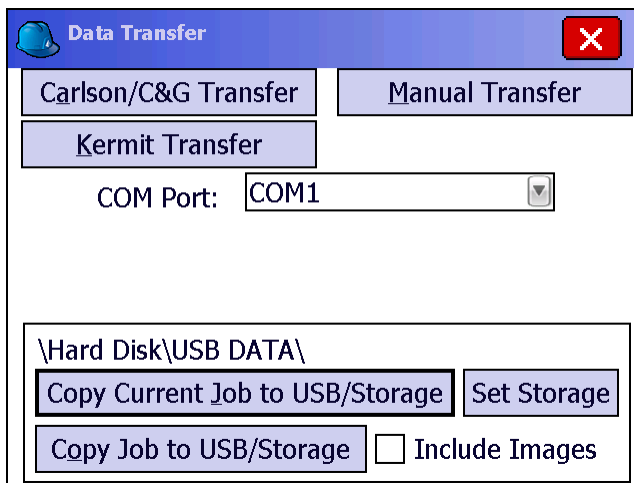 Data Transfer
Carlson/C&G Transfer Manual Transfer
Kermit Transfer
COM Port: COM1
\Hard Disk\USB DATA\
Copy Current Job to USB/Storage Set Storage
Copy Job to USB/Storage Include Images